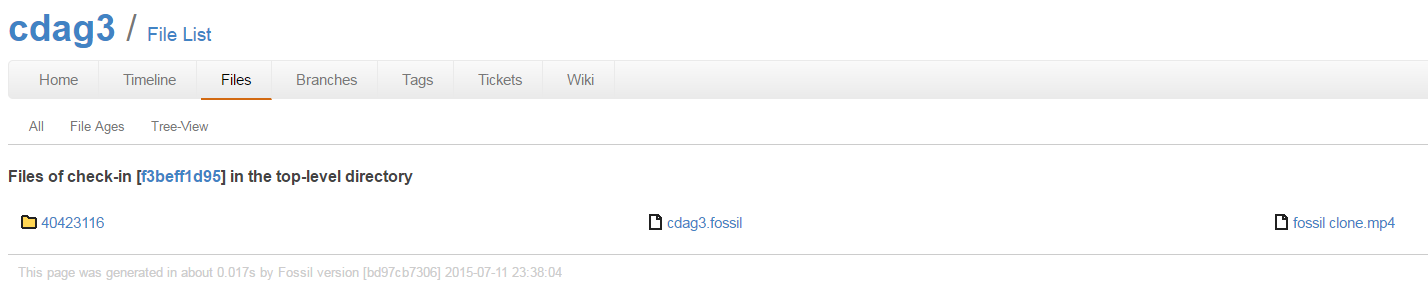 cdag3 / File List
Home Timeline Files Branches Tags Tickets Wiki
All File Ages Tree-View
Files of check-in [f3beff1d95] in the top-level directory
40423116 cdag3.fossil fossil clone.mp4
This page was generated in about 0.017s by Fossil version [bd97cb7306] 2015-07-11 23:38:04